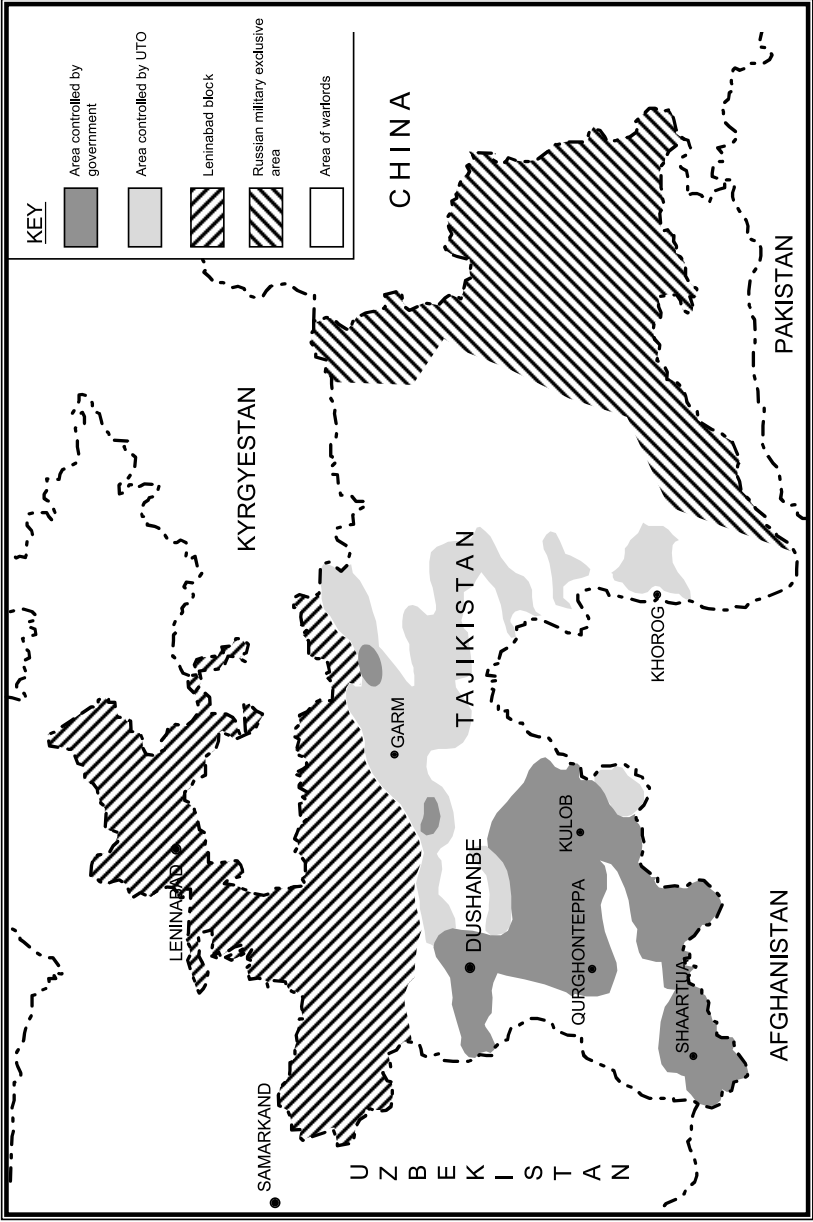 KEY
Area controlled by
government
Area controlled by UTO
Leninabad block
Russian military exclusive
area
Area of warlords
CHINA
KYRGYESTAN
PAKISTAN
TAJIKISTAN
KHOROG
GARM
LENINABAD
DUSHANBE
KULOB
QURGHONTEPPA
SHAARTUA
AFGHANISTAN
SAMARKAND
UZBEKISTAN